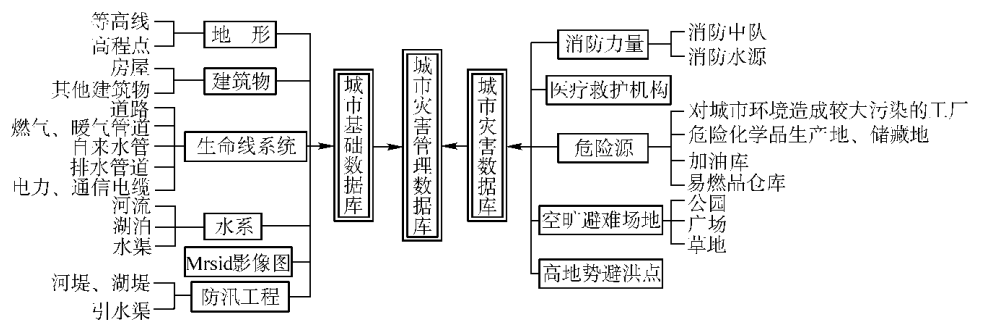 等高线
高程点
地 形
房屋
其他建筑物
建筑物
道路
燃气、暖气管道
自来水管
排水管道
电力、通信电缆
生命线系统
河流
湖泊
水渠
水系
Mrsid影像图
河堤、湖堤
引水渠
防汛工程
城市基础数据库
城市灾害管理数据库
城市灾害数据库
消防力量
消防中队
消防水源
医疗救护机构
危险源
对城市环境造成较大污染的工厂
危险化学品生产地、储藏地
加油库
易燃品仓库
空旷避难场地
公园
广场
草地
高地势避洪点